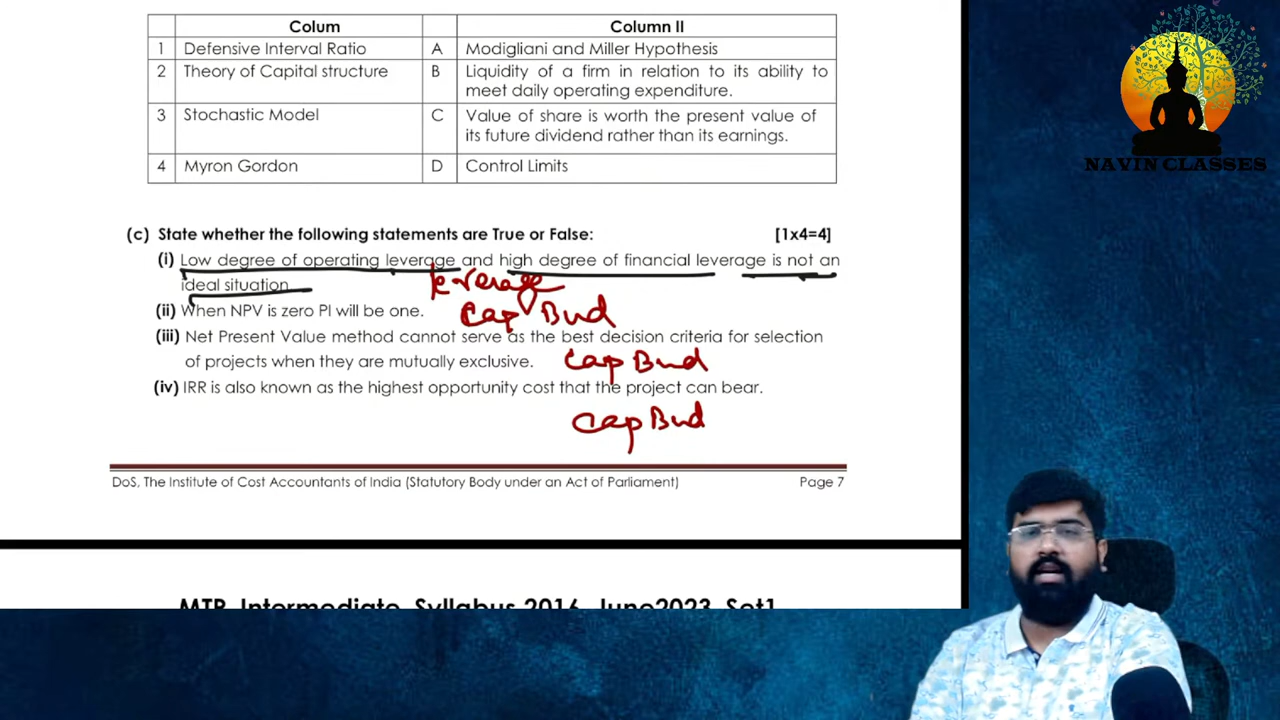 Colum Column II
1 Defensive Interval Ratio A Modigliani and Miller Hypothesis
2 Theory of Capital structure B Liquidity of a firm in relation to its ability to
meet daily operating expenditure.
3 Stochastic Model C Value of share is worth the present value of
its future dividend rather than its earnings.
4 Myron Gordon D Control Limits
NAVIN CLASSES
(c) State whether the following statements are True or False: [1x4=4]
(i) Low degree of operating leverage and high degree of financial leverage is not an
ideal situation
leverage
(ii) When NPV is zero PI will be one.
Cap Bud
(iii) Net Present Value method cannot serve as the best decision criteria for selection
of projects when they are mutually exclusive.
Cap Bud
(iv) IRR is also known as the highest opportunity cost that the project can bear.
Cap Bud
DoS, The Institute of Cost Accountants of India (Statutory Body under an Act of Parliament) Page 7
MTP_Intermediate_Syllabus 2016_June2023_Set1